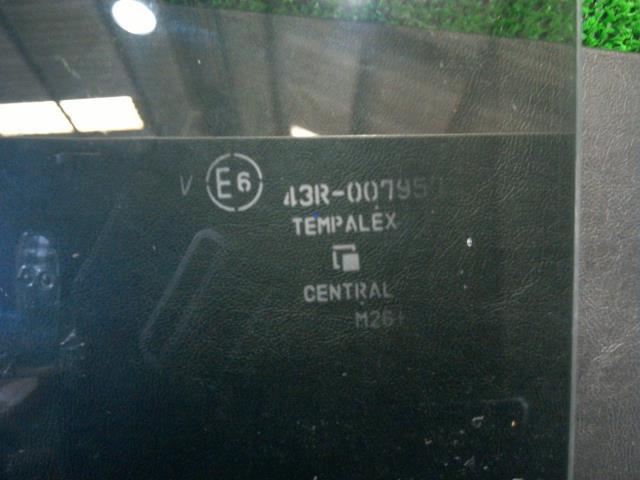 V E6 43R-007957
TEMPALEX
CENTRAL
M26